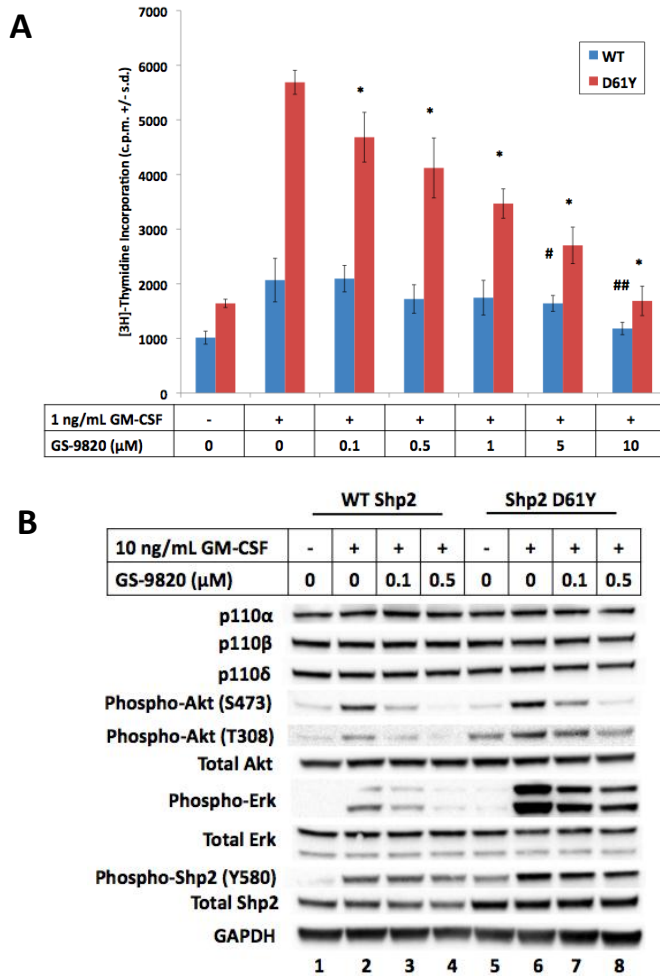 A
[3H]-Thymidine Incorporation (c.p.m. +/- s.d.)
7000
6000
5000
4000
3000
2000
1000
0
WT
D61Y
* * * * # * ## *
1 ng/mL GM-CSF - + + + + + +
GS-9820 (µM) 0 0 0.1 0.5 1 5 10
B
WT Shp2 Shp2 D61Y
10 ng/mL GM-CSF - + + + - + + +
GS-9820 (µM) 0 0 0.1 0.5 0 0 0.1 0.5
p110α
p110β
p110δ
Phospho-Akt (S473)
Phospho-Akt (T308)
Total Akt
Phospho-Erk
Total Erk
Phospho-Shp2 (Y580)
Total Shp2
GAPDH
1 2 3 4 5 6 7 8